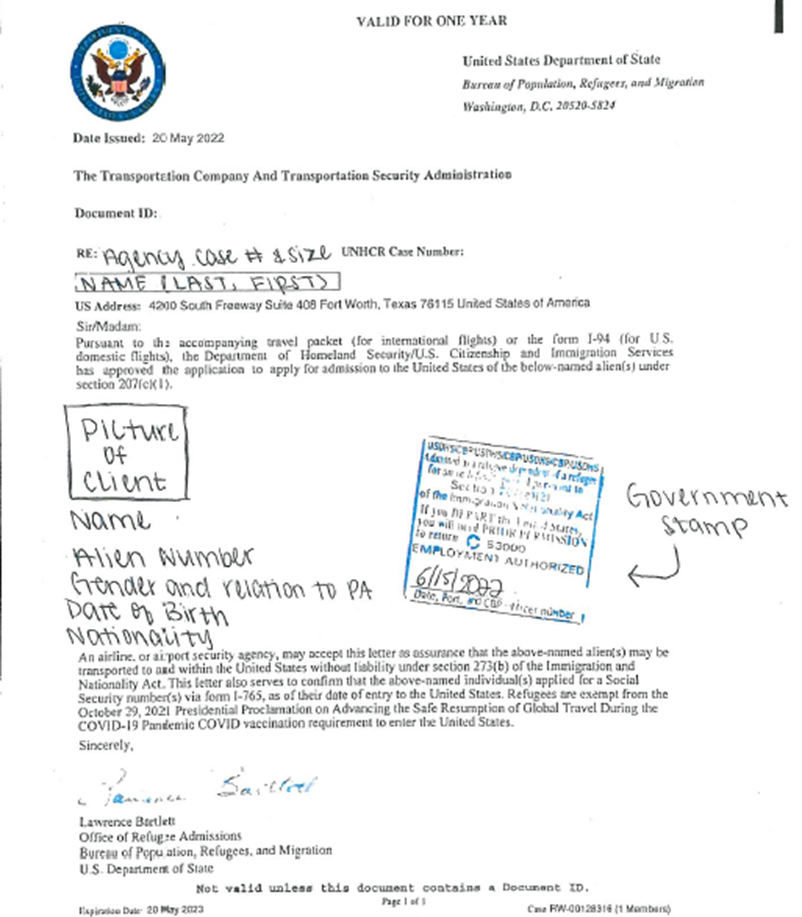 VALID FOR ONE YEAR
United States Department of State
Bureau of Population, Refugees, and Migration
Washington, D.C. 20520-5824
Date Issued: 20 May 2022
The Transportation Company And Transportation Security Administration
Document ID:
RE: Agency case # & size UNHCR Case Number:
NAME (LAST, FIRST)
US Address: 4200 South Freeway Suite 408 Fort Worth, Texas 76115 United States of America
Sir/Madam:
Pursuant to the accompanying travel packet (for international flights) or the form I-94 (for U.S.
domestic flights), the Department of Homeland Security/U.S. Citizenship and Immigration Services
has approved the application to apply for admission to the United States of the below-named alien(s) under
section 207(c)(1).
Picture
of
Client
Name
Alien Number
Gender and relation to PA
Date of Birth
Nationality
USDHS/CBP/USDHS/CBP/USDHS/CBP/USDHS
Admitted as a refugee dependent of a refugee
for an pursuant to
Section
of the Immigration & Nationality Act
If you DEPART the United States,
you will need PRIOR PERMISSION
to return C 53000
EMPLOYMENT AUTHORIZED
6/15/2022
Date, Port, and CBP officer number
Government
Stamp
An airline, or airport security agency, may accept this letter as assurance that the above-named alien(s) may be
transported to and within the United States without liability under section 273(b) of the Immigration and
Nationality Act. This letter also serves to confirm that the above-named individual(s) applied for a Social
Security number(s) via form I-765, as of their date of entry to the United States. Refugees are exempt from the
October 29, 2021 Presidential Proclamation on Advancing the Safe Resumption of Global Travel During the
COVID-19 Pandemic COVID vaccination requirement to enter the United States.
Sincerely,
Lawrence Bartlett
Office of Refugee Admissions
Bureau of Population, Refugees, and Migration
U.S. Department of State
Not valid unless this document contains a Document ID.
Page 1 of 1
Expiration Date: 20 May 2023
Case RW-00128316 (1 Members)